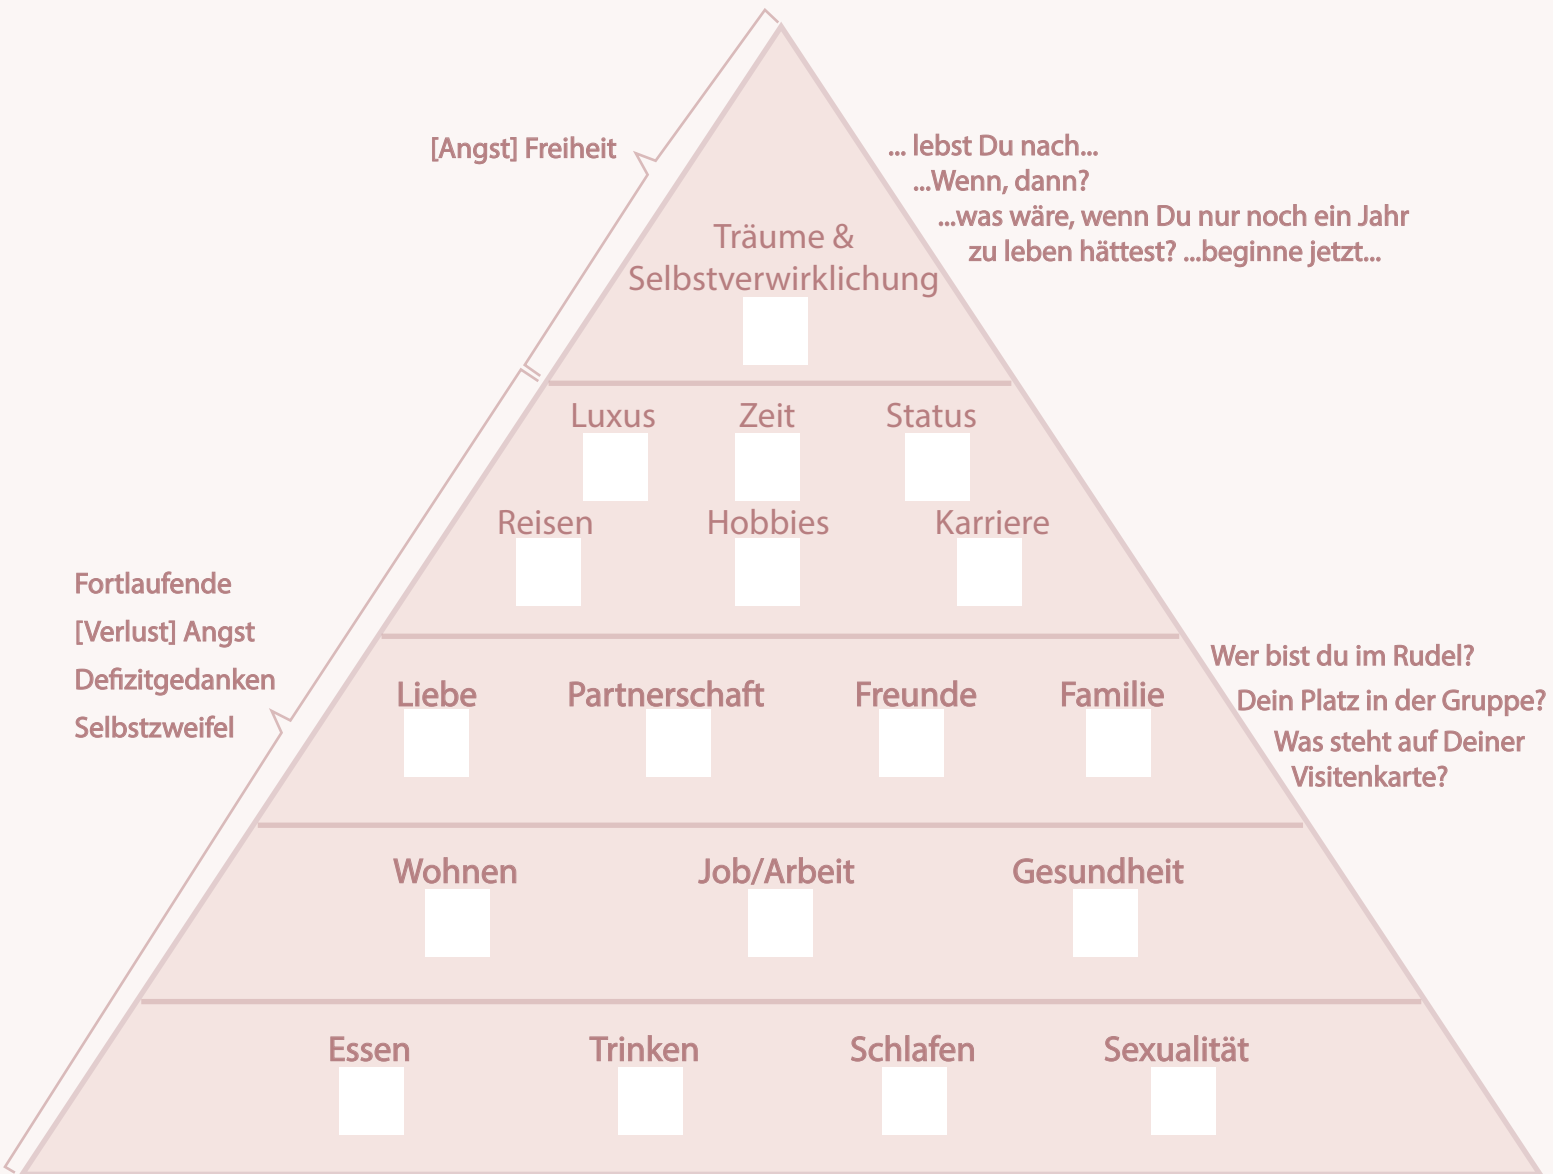 [Angst] Freiheit
... lebst Du nach...
...Wenn, dann?
...was wäre, wenn Du nur noch ein Jahr
zu leben hättest? ...beginne jetzt...
Träume &
Selbstverwirklichung
Luxus Zeit Status
Reisen Hobbies Karriere
Fortlaufende
[Verlust] Angst
Defizitgedanken
Selbstzweifel
Wer bist du im Rudel?
Dein Platz in der Gruppe?
Was steht auf Deiner
Visitenkarte?
Liebe Partnerschaft Freunde Familie
Wohnen Job/Arbeit Gesundheit
Essen Trinken Schlafen Sexualität